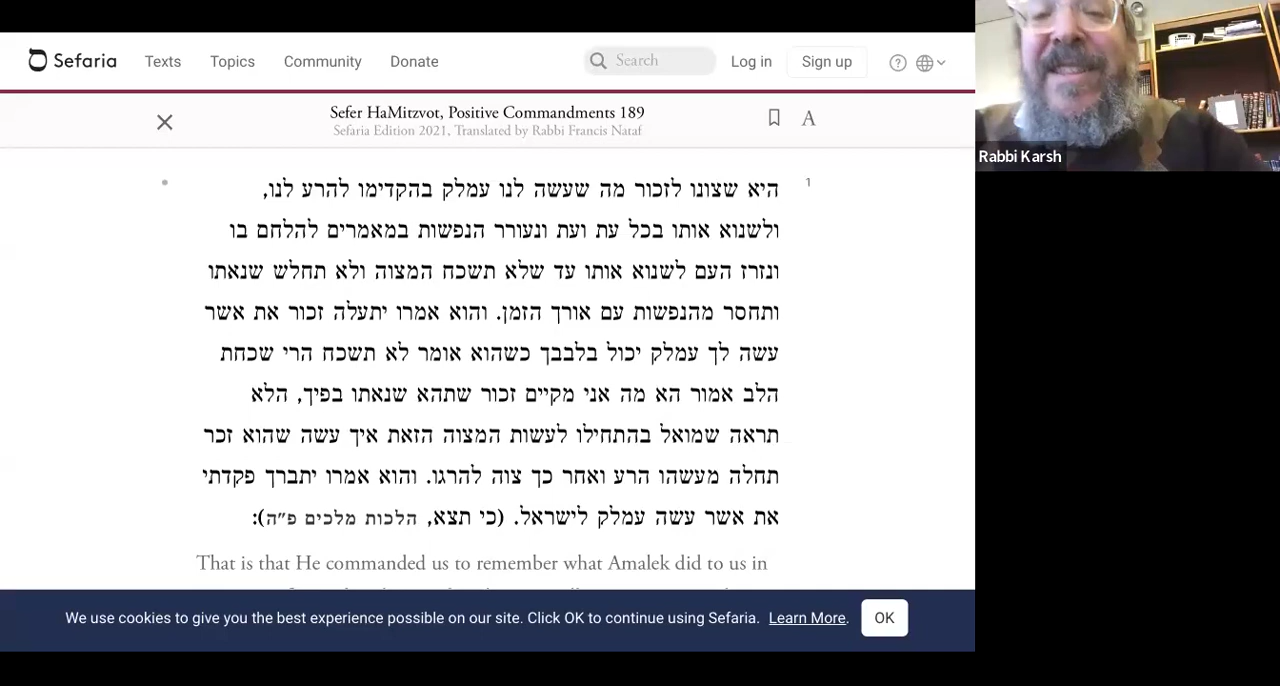 Sefaria Texts Topics Community Donate Search Log in Sign up
Sefer HaMitzvot, Positive Commandments 189
Sefaria Edition 2021, Translated by Rabbi Francis Nataf
A
1
היא שצונו לזכור מה שעשה לנו עמלק בהקדימו להרע לנו,
ולשנוא אותו בכל עת ועת ונעורר הנפשות במאמרים להלחם בו
ונזרז העם לשנוא אותו עד שלא תשכח המצוה ולא תחלש שנאתו
ותחסר מהנפשות עם אורך הזמן. והוא אמרו יתעלה זכור את אשר
עשה לך עמלק יכול בלבבך כשהוא אומר לא תשכח הרי שכחת
הלב אמור הא מה אני מקיים זכור שתהא שנאתו בפיך, הלא
תראה שמואל בהתחילו לעשות המצוה הזאת איך עשה שהוא זכר
תחלה מעשהו הרע ואחר כך צוה להרגו. והוא אמרו יתברך פקדתי
את אשר עשה עמלק לישראל. (כי תצא, הלכות מלכים פ״ה):
That is that He commanded us to remember what Amalek did to us in
We use cookies to give you the best experience possible on our site. Click OK to continue using Sefaria. Learn More. OK
Rabbi Karsh